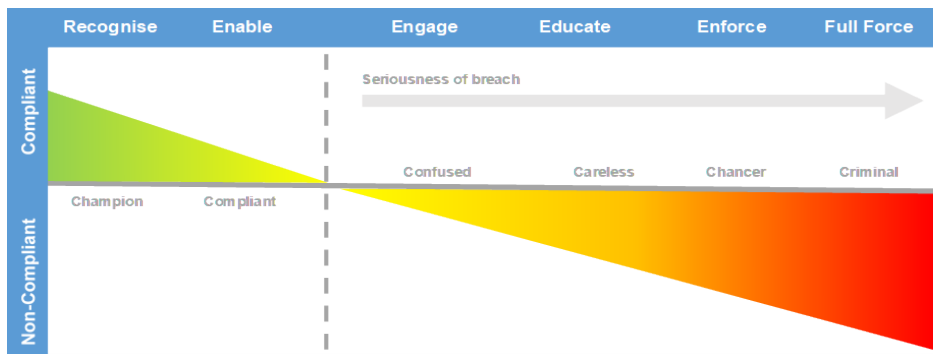 Recognise
Enable
Engage
Educate
Enforce
Full Force
Compliant
Seriousness of breach
Confused
Careless
Chancer
Criminal
Champion
Compliant
Non-Compliant